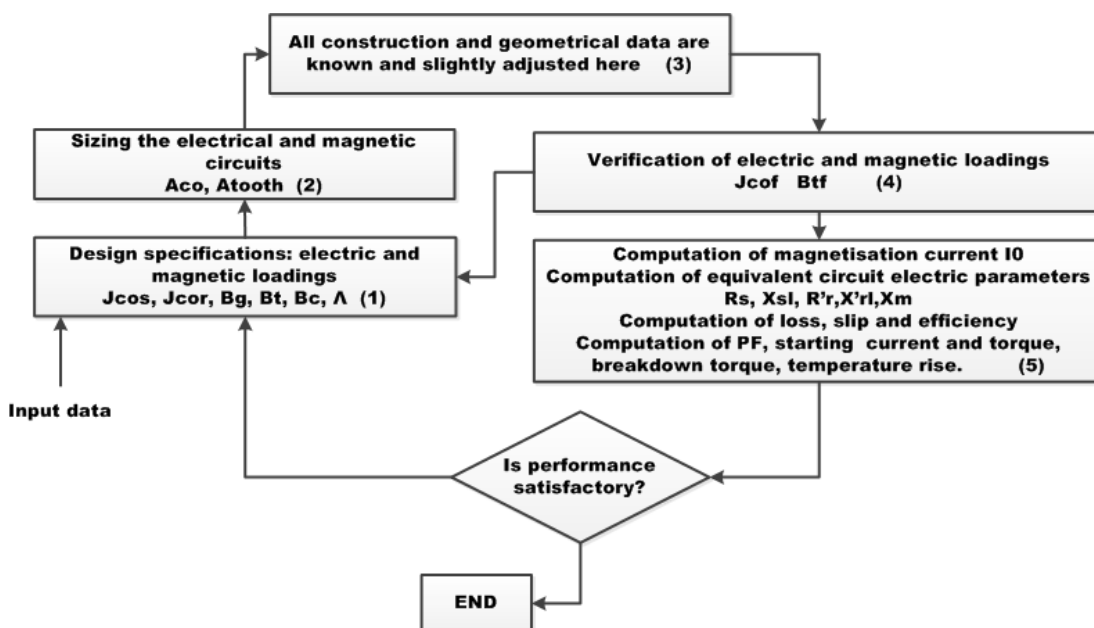 All construction and geometrical data are
known and slightly adjusted here (3)
Sizing the electrical and magnetic
circuits
Aco, Atooth (2)
Verification of electric and magnetic loadings
Jcof Btf (4)
Design specifications: electric and
magnetic loadings
Jcos, Jcor, Bg, Bt, Bc, Λ (1)
Computation of magnetisation current I0
Computation of equivalent circuit electric parameters
Rs, Xsl, R'r,X'rl,Xm
Computation of loss, slip and efficiency
Computation of PF, starting current and torque,
breakdown torque, temperature rise. (5)
Input data
Is performance
satisfactory?
END